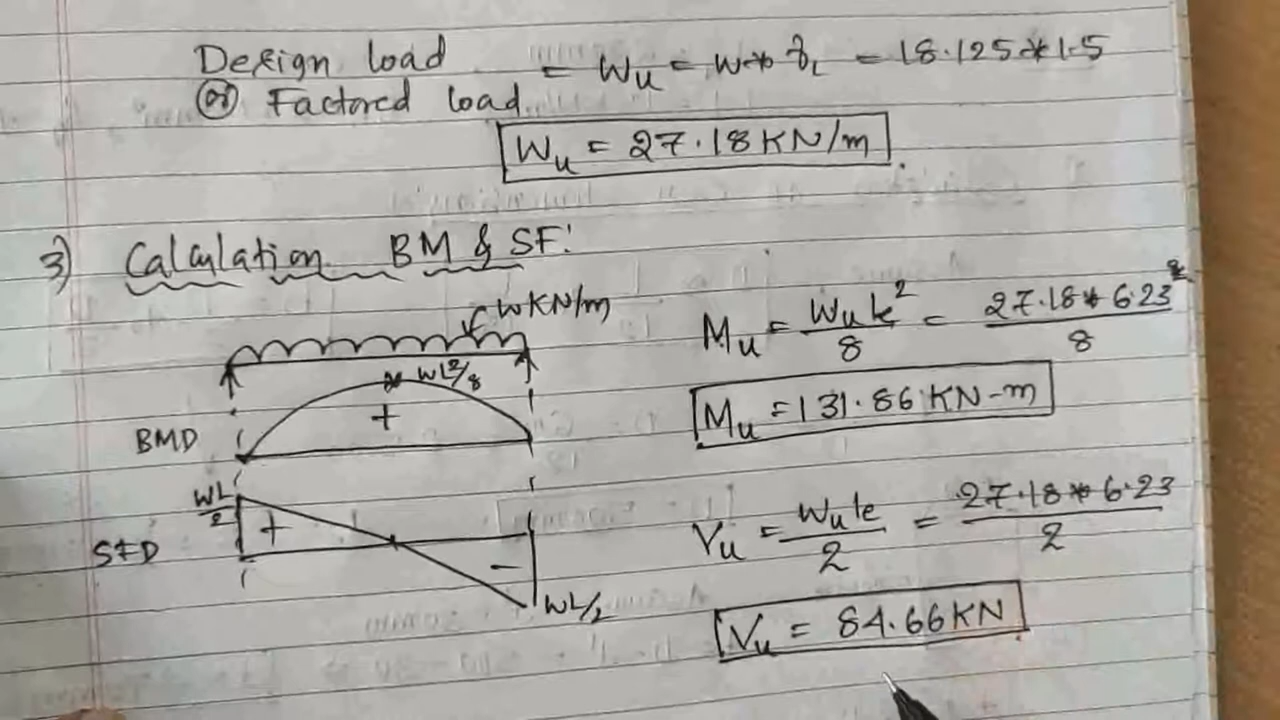 Design load = Wu = W * γL = 18.125 * 1.5
(or) Factored load
Wu = 27.18 KN/m
3) Calculation BM & SF:
W KN/m
WL²/8
+
BMD
WL/2
+
SFD
-
WL/2
Mu = Wu le²/8 = 27.18 * 6.23²/8
Mu = 131.86 KN-m
Vu = Wu le/2 = 27.18 * 6.23/2
Vu = 84.66 KN